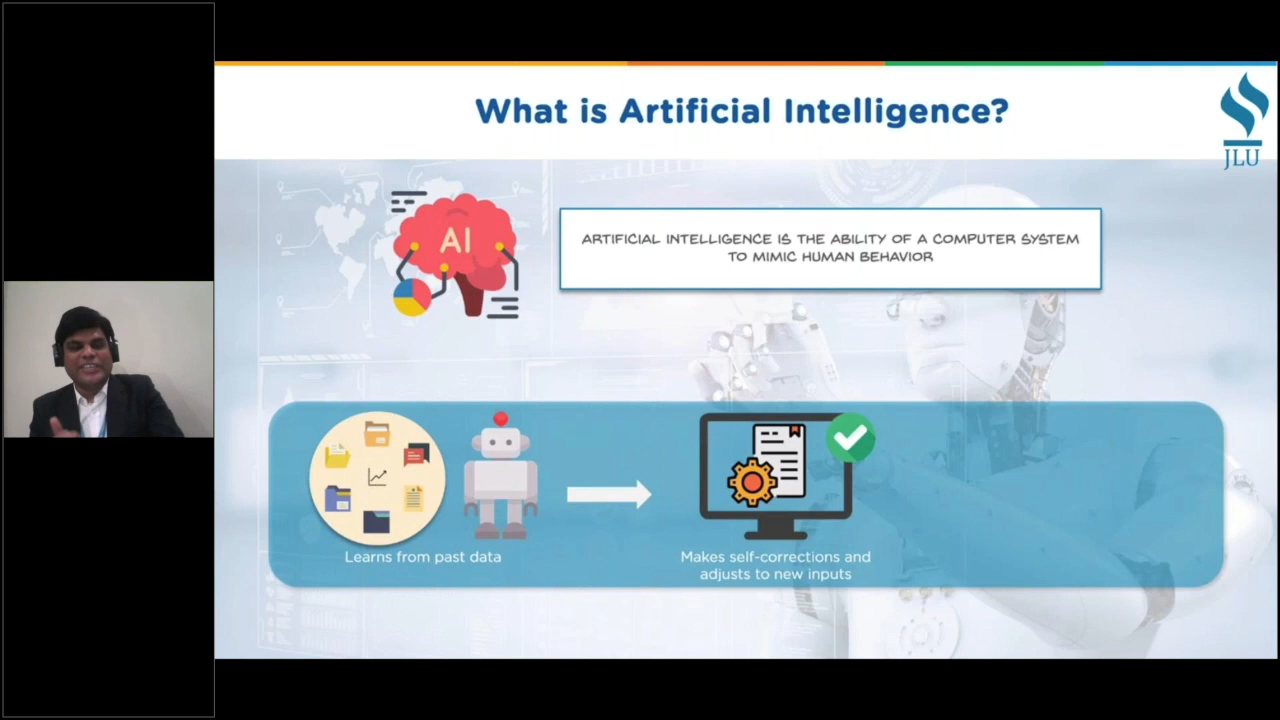 What is Artificial Intelligence?
JLU
AI
ARTIFICIAL INTELLIGENCE IS THE ABILITY OF A COMPUTER SYSTEM
TO MIMIC HUMAN BEHAVIOR
Learns from past data
Makes self-corrections and
adjusts to new inputs